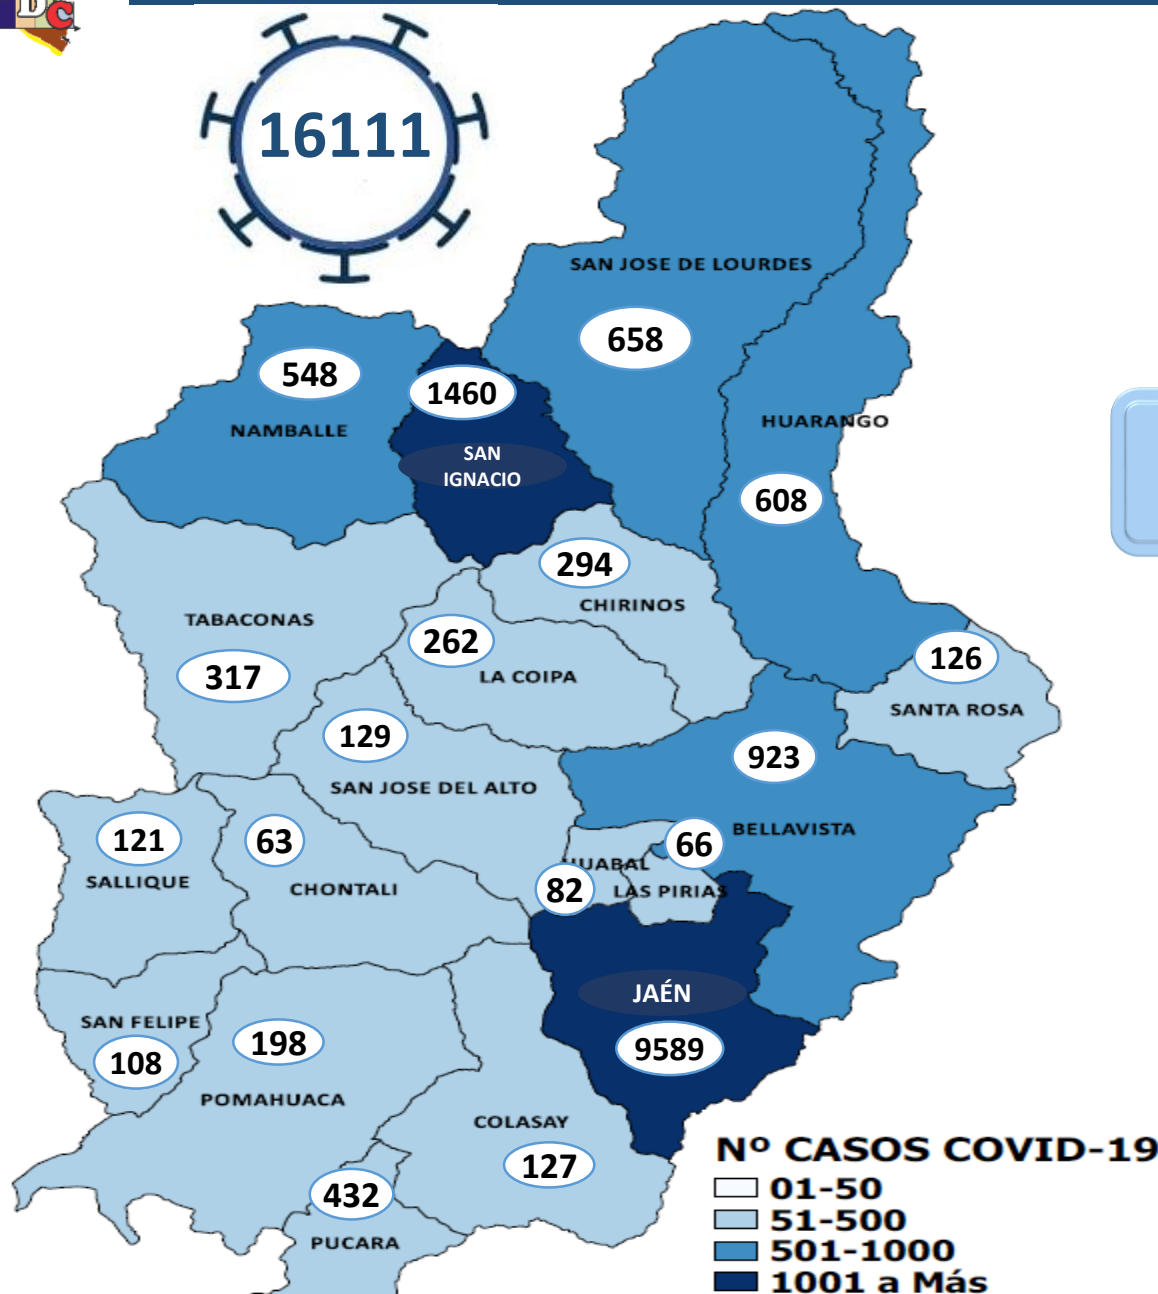 DC
16111
SAN JOSE DE LOURDES
658
548
1460
NAMBALLE
HUARANGO
SAN
IGNACIO
608
294
CHIRINOS
TABACONAS
262
126
317
LA COIPA
SANTA ROSA
129
923
SAN JOSE DEL ALTO
121
63
66
BELLAVISTA
HUABAL
SALLIQUE
CHONTALI
82
LAS PIRIAS
JAÉN
SAN FELIPE
198
9589
108
POMAHUACA
COLASAY
127
432
PUCARA
Nº CASOS COVID-19
01-50
51-500
501-1000
1001 a Más